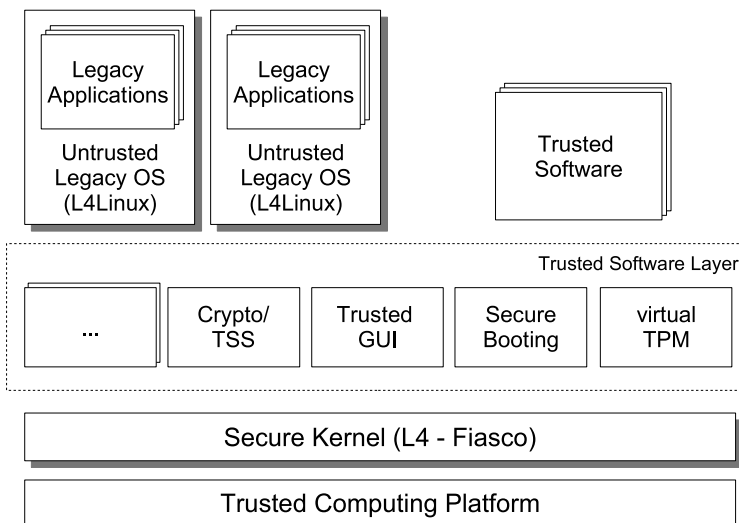 Legacy
Applications
Untrusted
Legacy OS
(L4Linux)
Legacy
Applications
Untrusted
Legacy OS
(L4Linux)
Trusted
Software
Trusted Software Layer
...
Crypto/
TSS
Trusted
GUI
Secure
Booting
virtual
TPM
Secure Kernel (L4 - Fiasco)
Trusted Computing Platform